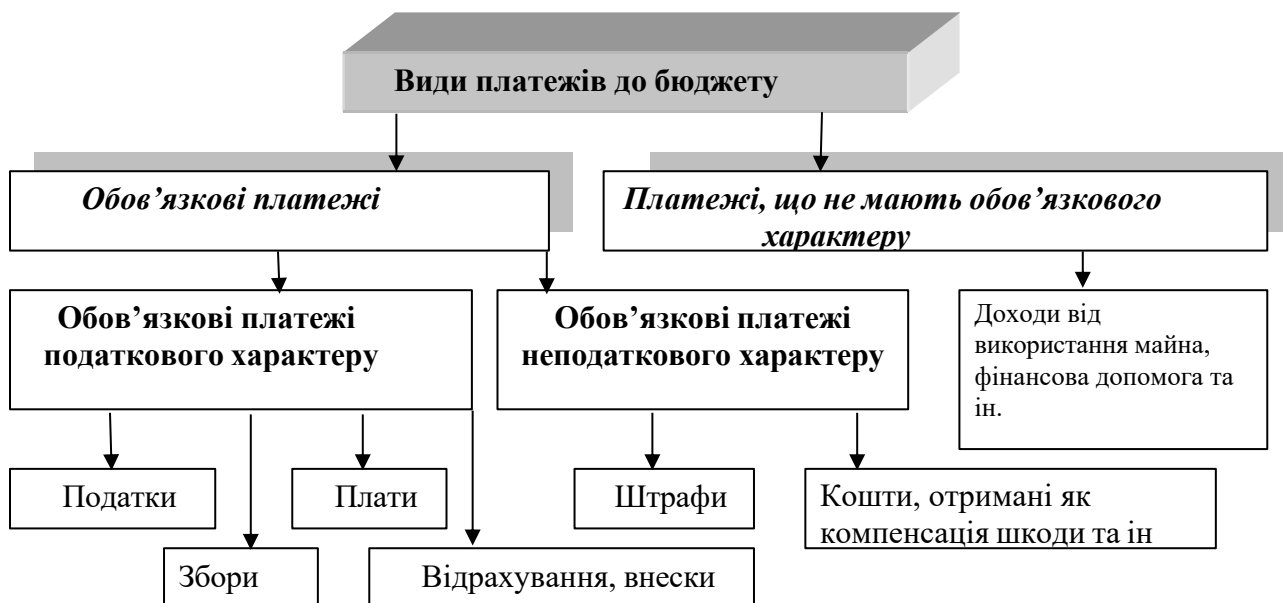 Види платежів до бюджету
Обов’язкові платежі
Платежі, що не мають обов’язкового
характеру
Обов’язкові платежі
податкового характеру
Обов’язкові платежі
неподаткового характеру
Доходи від
використання майна,
фінансова допомога та
ін.
Податки
Плати
Штрафи
Кошти, отримані як
компенсація шкоди та ін
Збори
Відрахування, внески